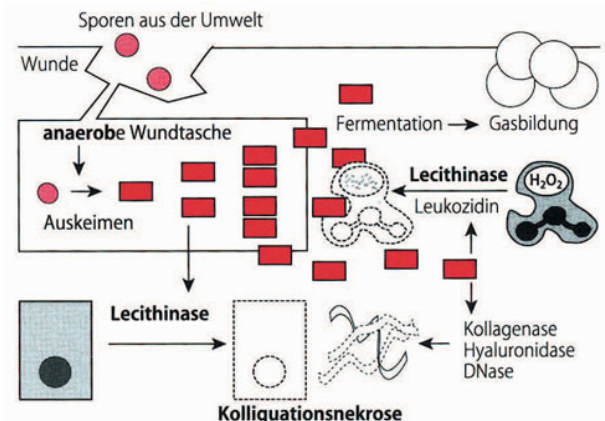 Sporen aus der Umwelt
Wunde
anaerobe Wundtasche
Fermentation
Gasbildung
Lecithinase
H₂O₂
Leukozidin
Auskeimen
Lecithinase
Kollagenase
Hyaluronidase
DNase
Kolliquationsnekrose